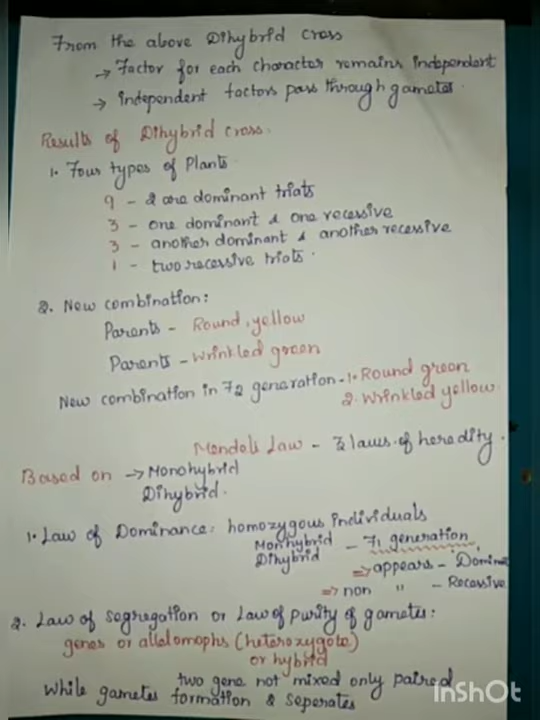 From the above Dihybrid cross
→ Factor for each character remains independent
→ independent factors pass through gametes.
Results of Dihybrid cross.
1. Four types of Plants
9 - 2 are dominant triats
3 - one dominant & one recessive
3 - another dominant & another recessive
1 - two recessive triats.
2. New combination:
Parents - Round, yellow
Parents - Wrinkled green
New combination in F2 generation - 1. Round green
2. Wrinkled yellow.
Mendel's Law - 3 laws of heredity.
Based on → Monohybrid
Dihybrid.
1. Law of Dominance: homozygous individuals
Monhybrid
Dihybrid - F1 generation
⇒ appears - Domin
⇒ non " - Recessive
2. Law of segregation or Law of purity of gametes:
genes or allelomophs (heterozygote)
or hybrid
two gene not mixed only paired
While gametes formation & seperates
InShOt